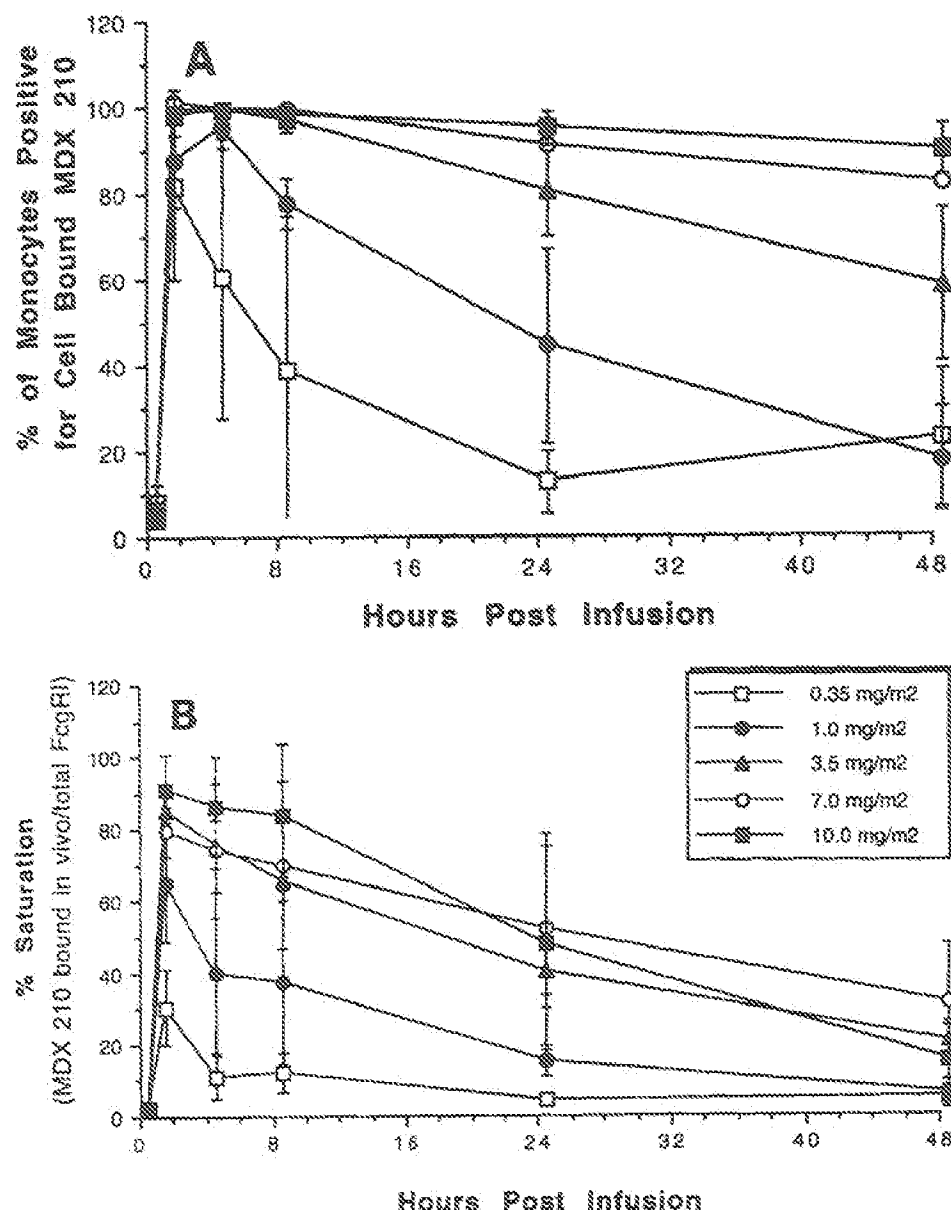 120
100
80
60
40
20
0
A
% of Monocytes Positive
for Cell Bound MDX 210
0 8 16 24 32 40 48
Hours Post Infusion
120
100
80
60
40
20
0
B
% Saturation
(MDX 210 bound in vivo/total FcgRI)
0.35 mg/m2
1.0 mg/m2
3.5 mg/m2
7.0 mg/m2
10.0 mg/m2
0 8 16 24 32 40 48
Hours Post Infusion